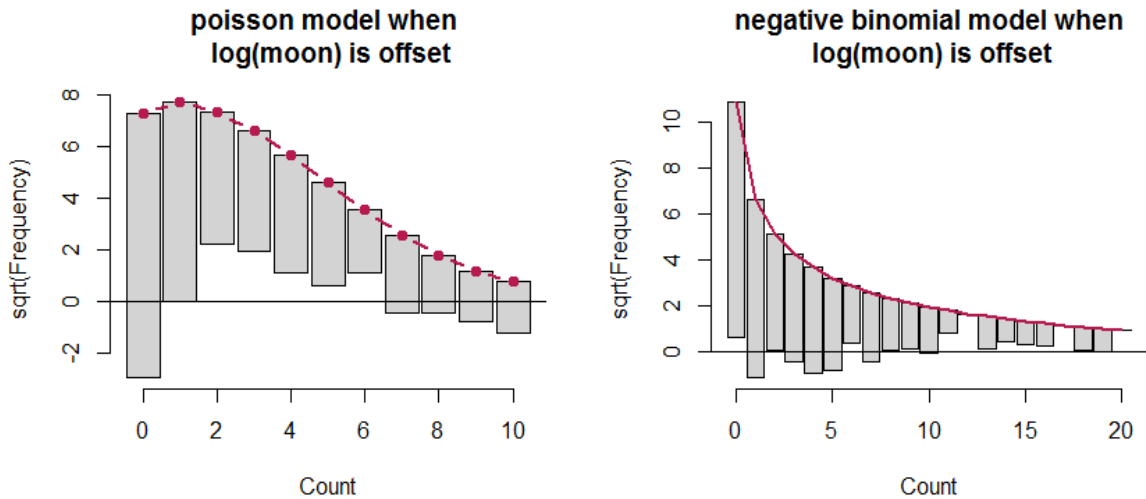 poisson model when
log(moon) is offset
sqrt(Frequency)
8
6
4
2
0
-2
0 2 4 6 8 10
Count
negative binomial model when
log(moon) is offset
sqrt(Frequency)
10
8
6
4
2
0
0 5 10 15 20
Count